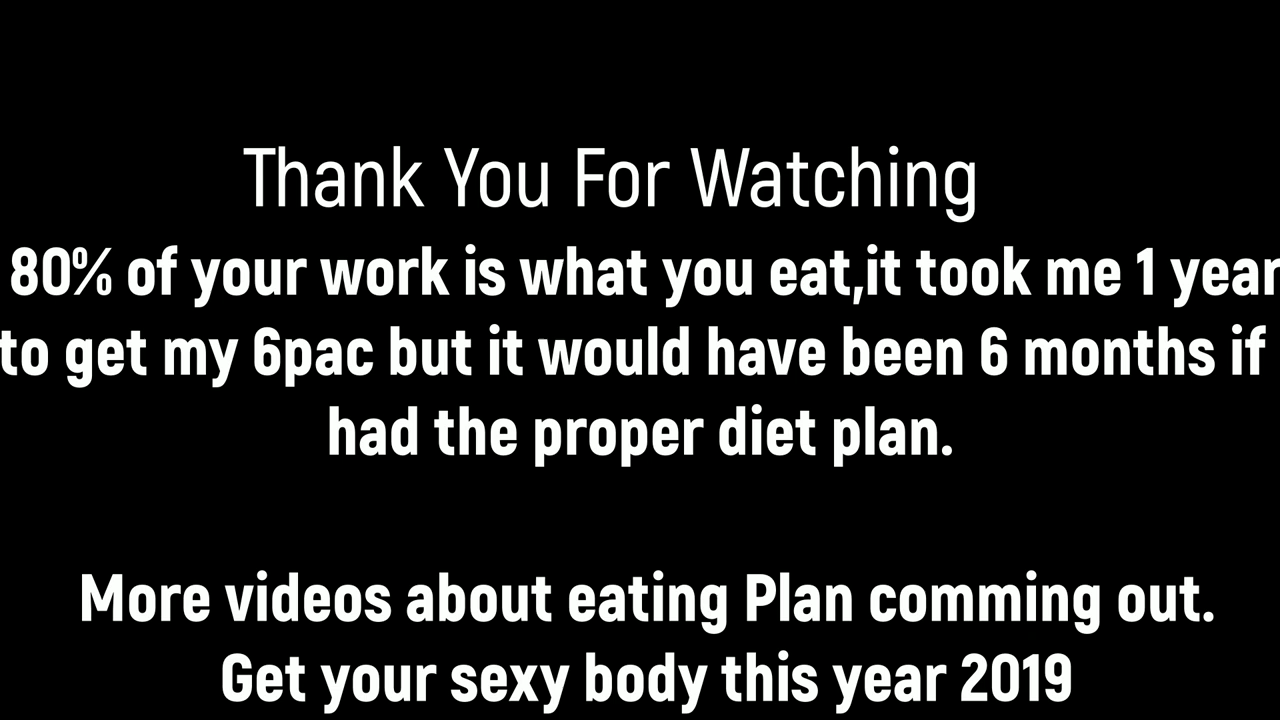 Thank You For Watching
80% of your work is what you eat,it took me 1 year
to get my 6pac but it would have been 6 months if
had the proper diet plan.
More videos about eating Plan comming out.
Get your sexy body this year 2019